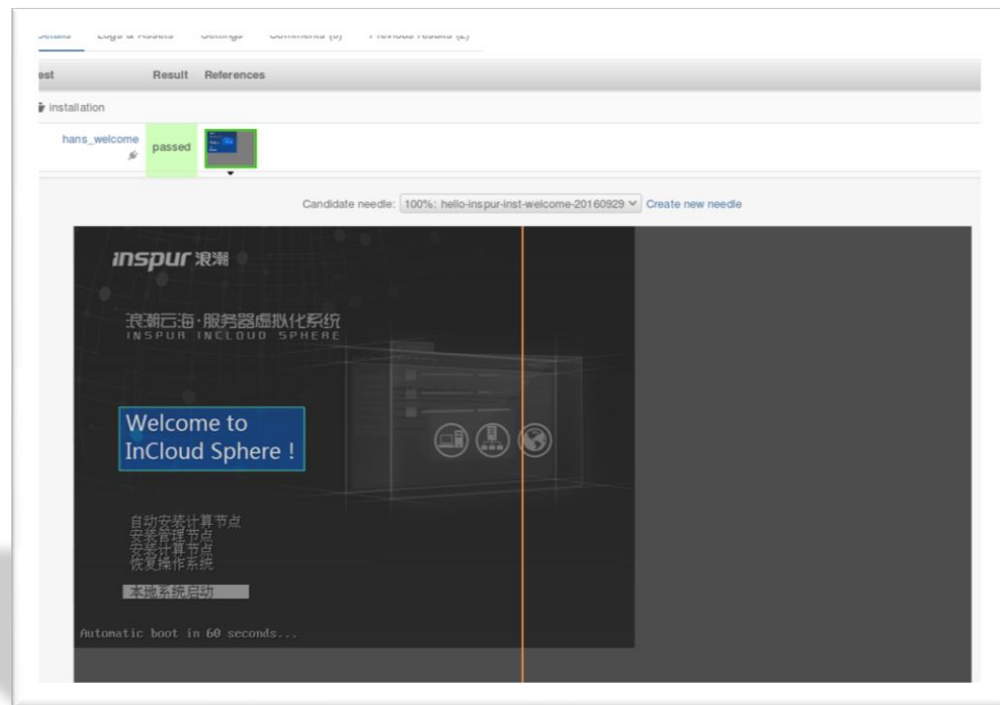 Details Logs & Assets Settings Comments (0) Previous results (2)
est Result References
installation
hans_welcome passed
Candidate needle: 100%: hello-inspur-inst-welcome-20160929 Create new needle
inspur 浪潮
浪潮云海·服务器虚拟化系统
INSPUR INCLOUD SPHERE
Welcome to
InCloud Sphere !
自动安装计算节点
安装管理节点
安装计算节点
恢复操作系统
本地系统启动
Automatic boot in 60 seconds...